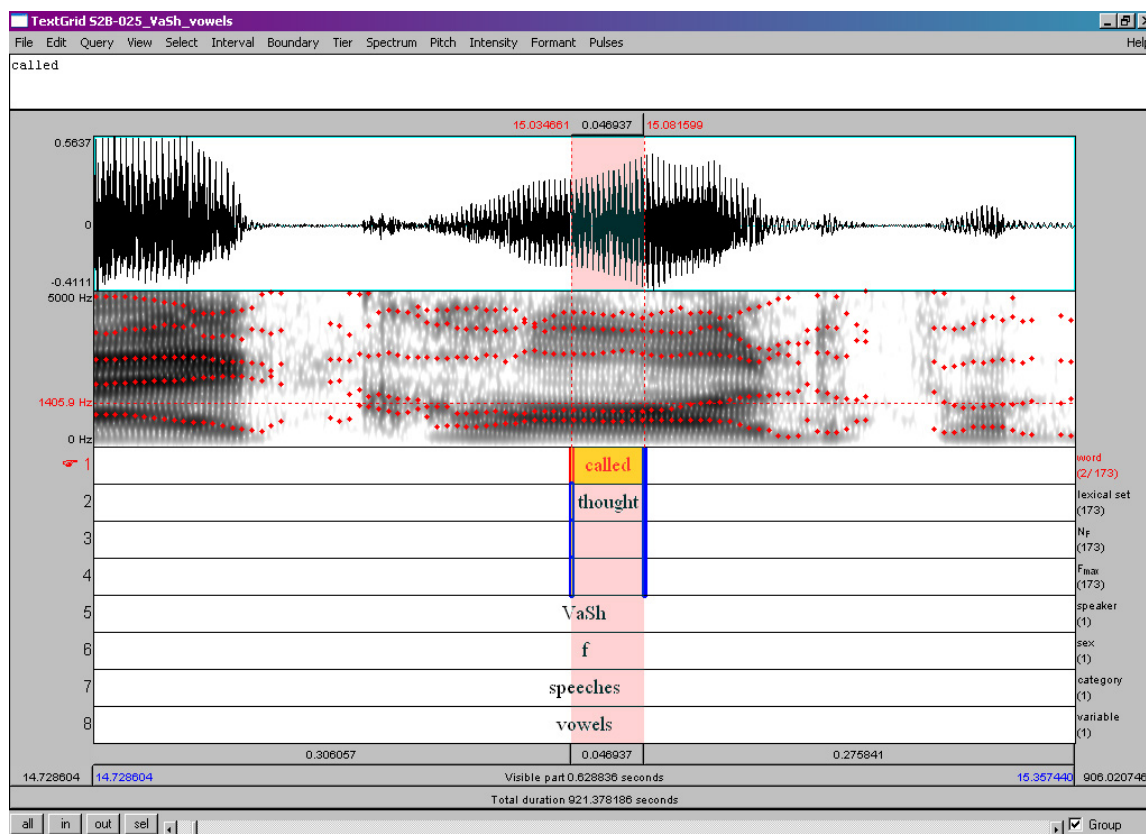 TextGrid S2B-025_VaSh_vowels
File Edit Query View Select Interval Boundary Tier Spectrum Pitch Intensity Formant Pulses Help
called
15.034661 0.046937 15.081599
0.5637
0
-0.4111
5000 Hz
1405.9 Hz
0 Hz
1 called word (2/173)
2 thought lexical set (173)
3 NF (173)
4 Fmax (173)
5 VaSh speaker (1)
6 f sex (1)
7 speeches category (1)
8 vowels variable (1)
0.306057 0.046937 0.275841
14.728604 14.728604 Visible part 0.628836 seconds 15.357440 906.020746
Total duration 921.378186 seconds
all in out sel Group